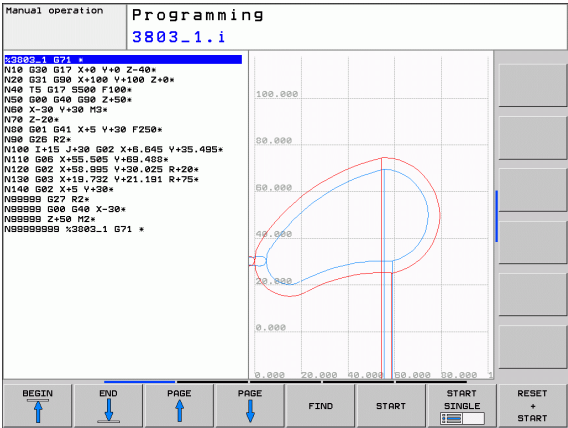 Manual operation
Programming
3803_1.i
%3803_1 G71 *
N10 G30 G17 X+0 Y+0 Z-40*
N20 G31 G90 X+100 Y+100 Z+0*
N40 T5 G17 S500 F100*
N50 G00 G40 G90 Z+50*
N60 X-30 Y+30 M3*
N70 Z-20*
N80 G01 G41 X+5 Y+30 F250*
N90 G26 R2*
N100 I+15 J+30 G02 X+6.645 Y+35.495*
N110 G06 X+55.505 Y+69.488*
N120 G02 X+58.995 Y+30.025 R+20*
N130 G03 X+19.732 Y+21.191 R+75*
N140 G02 X+5 Y+30*
N99999 G27 R2*
N99999 G00 G40 X-30*
N99999 Z+50 M2*
N99999999 %3803_1 G71 *
100.000
80.000
60.000
40.000
20.000
0.000
0.000 20.000 40.000 60.000 80.000 1
BEGIN
END
PAGE
PAGE
FIND
START
START SINGLE
RESET + START